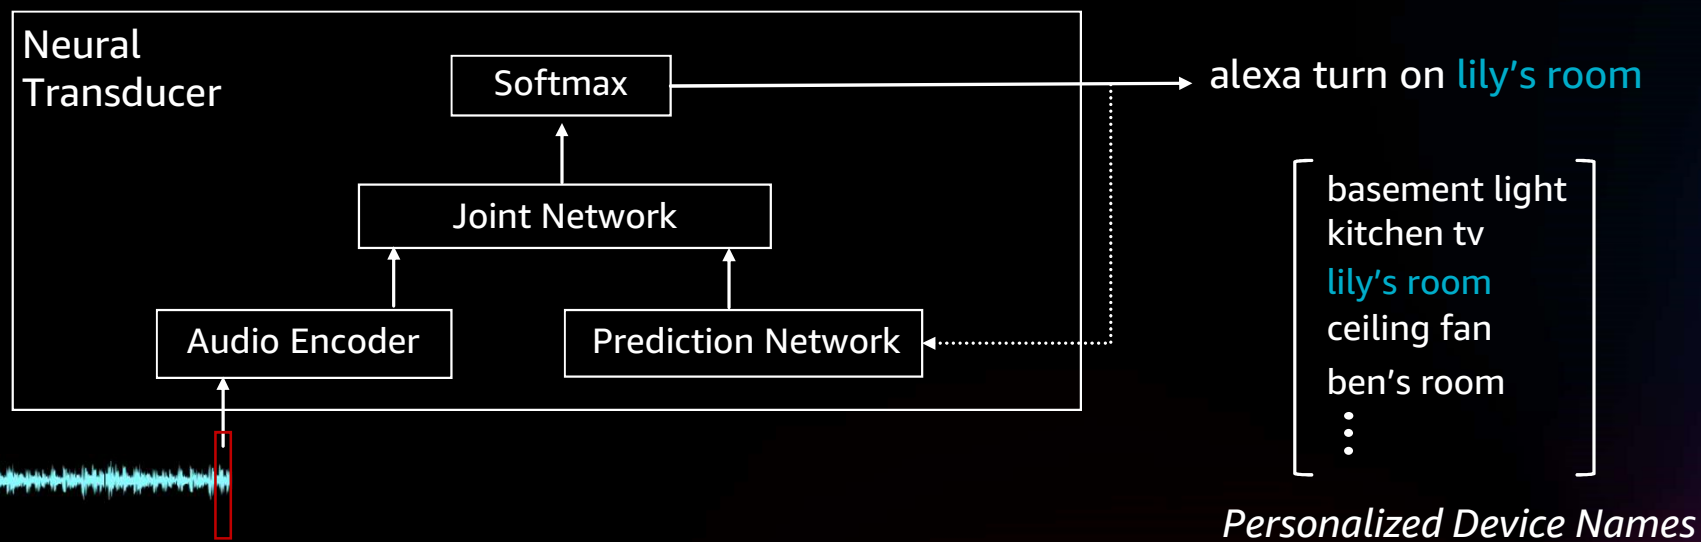 Neural
Transducer
Softmax
alexa turn on lily's room
Joint Network
Audio Encoder
Prediction Network
basement light
kitchen tv
lily's room
ceiling fan
ben's room
Personalized Device Names